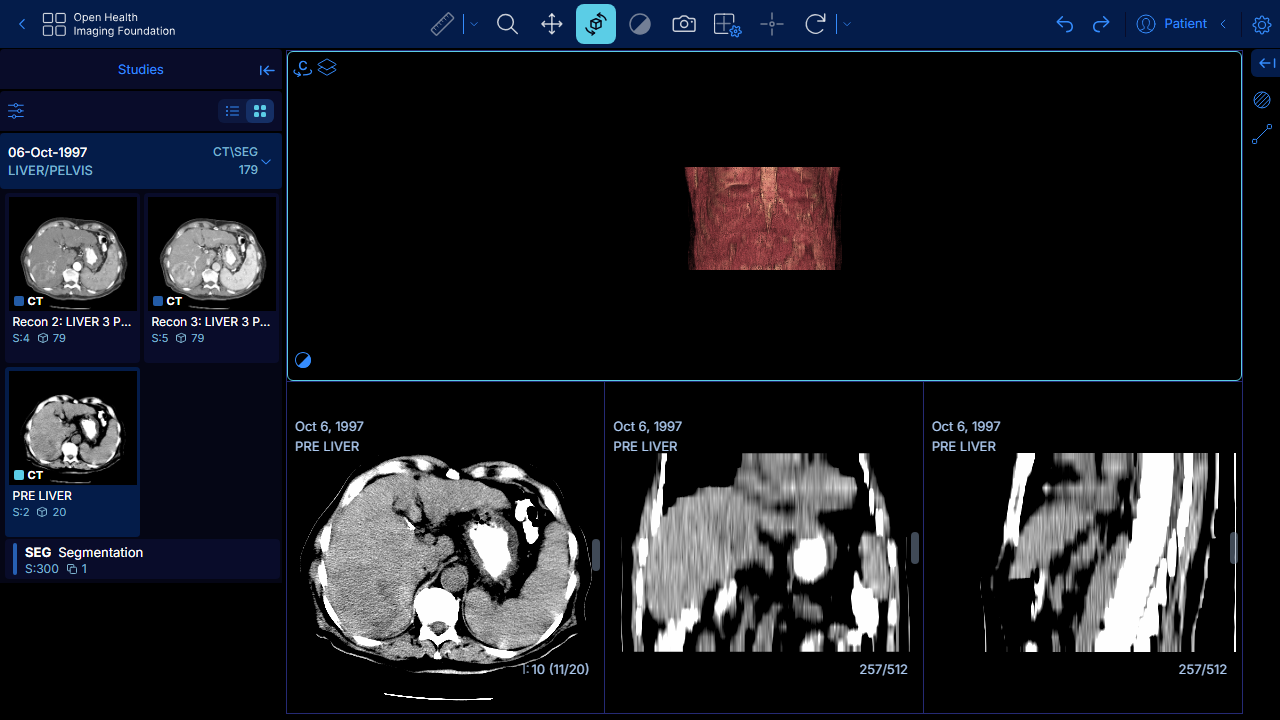 Open Health
Imaging Foundation
Patient
Studies
06-Oct-1997
CT\SEG
LIVER/PELVIS
179
CT
CT
Recon 2: LIVER 3 P...
Recon 3: LIVER 3 P...
S:4 79
S:5 79
CT
PRE LIVER
S:2 20
SEG Segmentation
S:300 1
C
Oct 6, 1997
PRE LIVER
I: 10 (11/20)
Oct 6, 1997
PRE LIVER
257/512
Oct 6, 1997
PRE LIVER
257/512